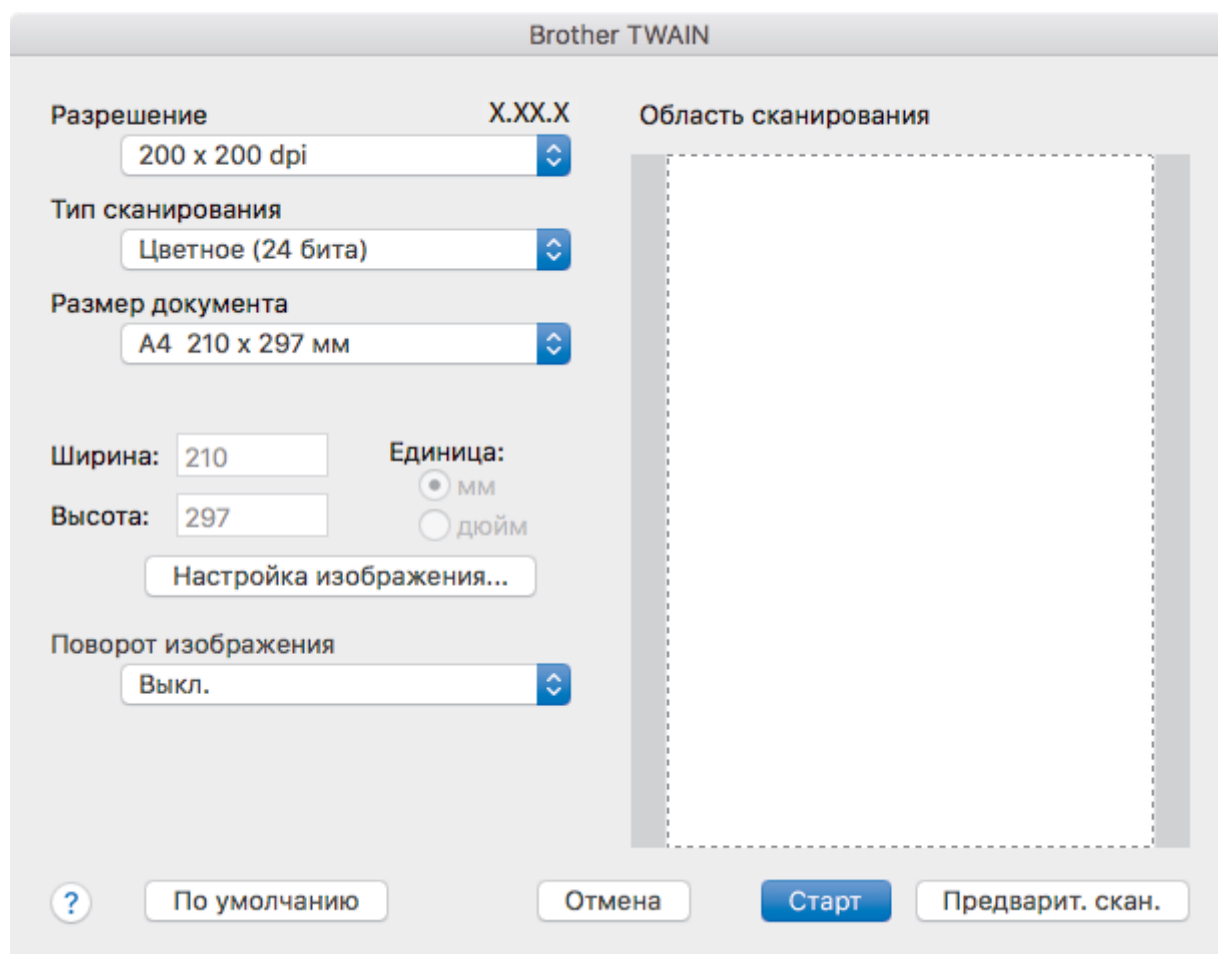 Brother TWAIN
Разрешение
X.XX.X
200 x 200 dpi
Тип сканирования
Цветное (24 бита)
Размер документа
A4 210 x 297 мм
Ширина: 210
Высота: 297
Единица:
мм
дюйм
Настройка изображения...
Поворот изображения
Выкл.
Область сканирования
?
По умолчанию
Отмена
Старт
Предварит. скан.